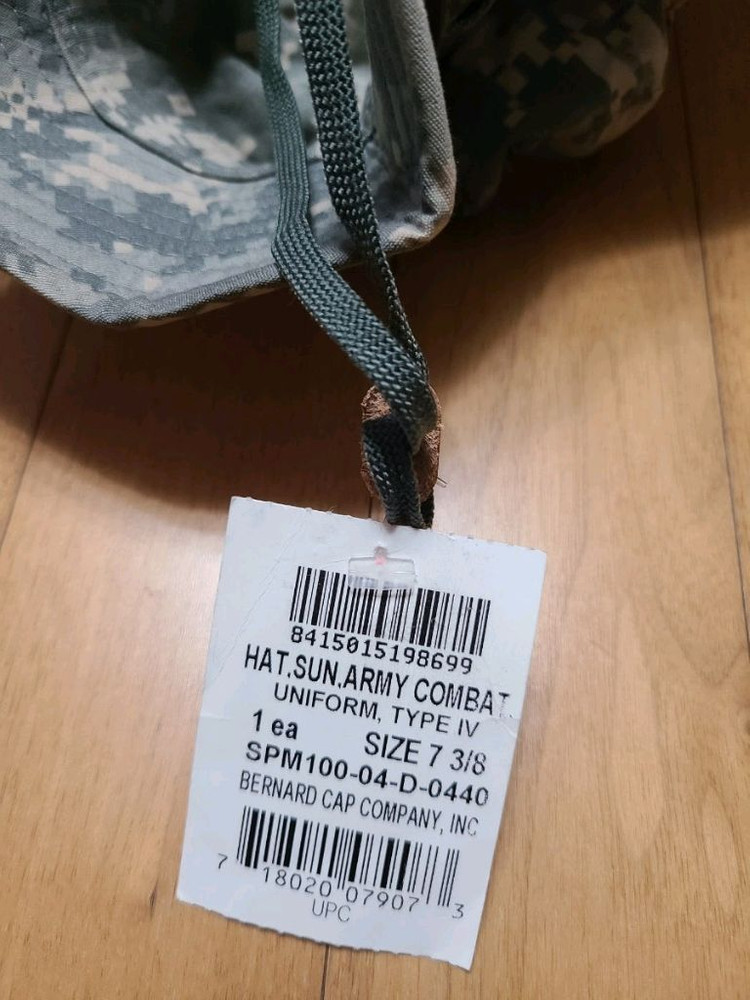 8415015198699
HAT,SUN,ARMY COMBAT,
UNIFORM, TYPE IV
1 ea SIZE 7 3/8
SPM100-04-D-0440
BERNARD CAP COMPANY, INC
7 18020 07907 3
UPC